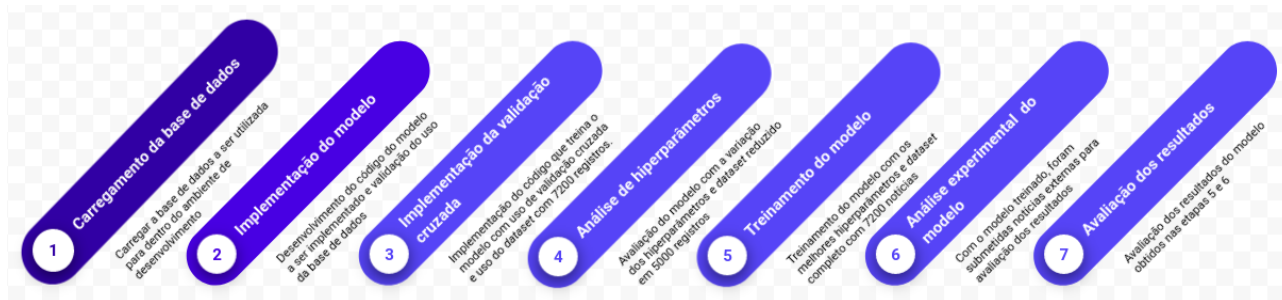 1
Carregamento da base de dados
Carregar a base de dados a ser utilizada
para dentro do ambiente de
desenvolvimento
2
Implementação do modelo
Desenvolvimento do código do modelo
a ser implementado e validação do uso
da base de dados
3
Implementação da validação
cruzada
Implementação do código que treina o
modelo com uso de validação cruzada
e uso do dataset com 7200 registros.
4
Análise de hiperparâmetros
Avaliação do modelo com a variação
dos hiperparâmetros e dataset reduzido
em 5000 registros
5
Treinamento do modelo
Treinamento do modelo com os
melhores hiperparâmetros e dataset
completo com 7200 notícias
6
Análise experimental do
modelo
Com o modelo treinado, foram
submetidas notícias externas para
avaliação dos resultados
7
Avaliação dos resultados
Avaliação dos resultados do modelo
obtidos nas etapas 5 e 6